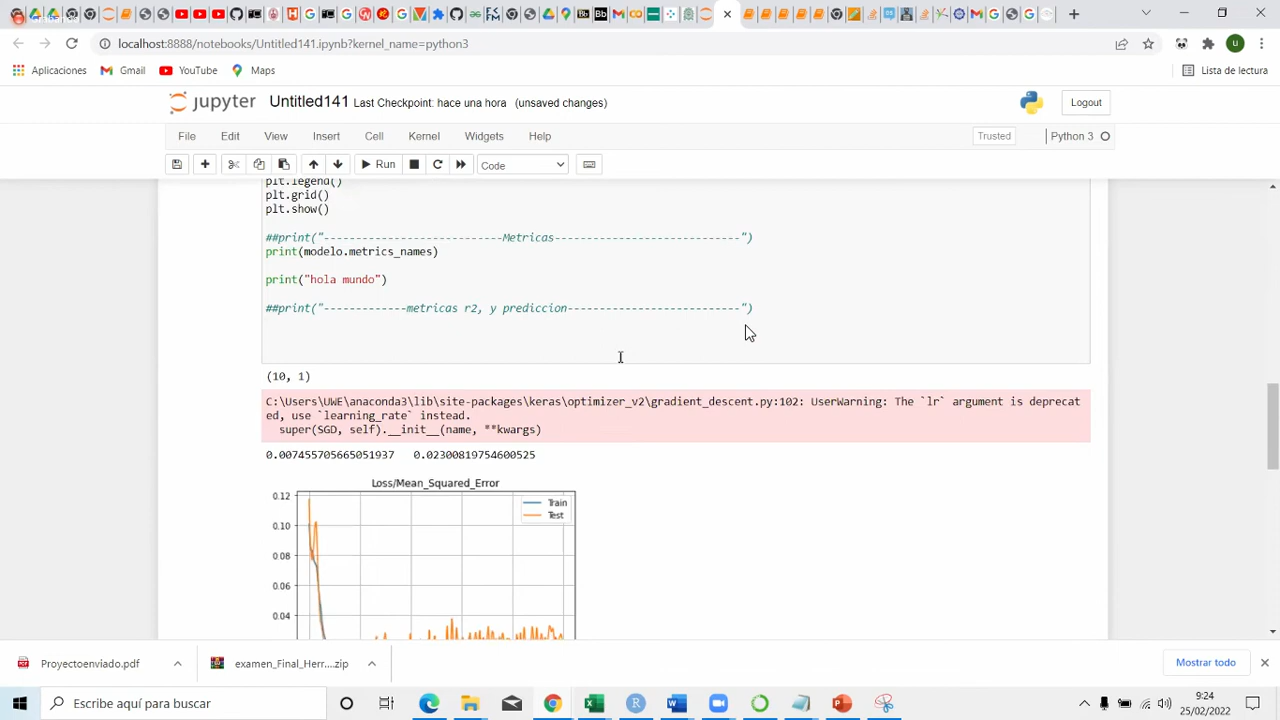 localhost:8888/notebooks/Untitled141.ipynb?kernel_name=python3
Aplicaciones
Gmail
YouTube
Maps
Lista de lectura
jupyter Untitled141 Last Checkpoint: hace una hora (unsaved changes)
Logout
File Edit View Insert Cell Kernel Widgets Help
Trusted
Python 3
Run
Code
plt.legend()
plt.grid()
plt.show()
##print("----------------------------Metricas-----------------------------")
print(modelo.metrics_names)
print("hola mundo")
##print("-------------metricas r2, y prediccion---------------------------")
(10, 1)
C:\Users\UWE\anaconda3\lib\site-packages\keras\optimizer_v2\gradient_descent.py:102: UserWarning: The `lr` argument is deprecat
ed, use `learning_rate` instead.
super(SGD, self).__init__(name, **kwargs)
0.007455705665051937 0.02300819754600525
Loss/Mean_Squared_Error
Train
Test
0.12
0.10
0.08
0.06
0.04
Proyectoenviado.pdf
examen_Final_Herr....zip
Mostrar todo
Escribe aquí para buscar
9:24
25/02/2022